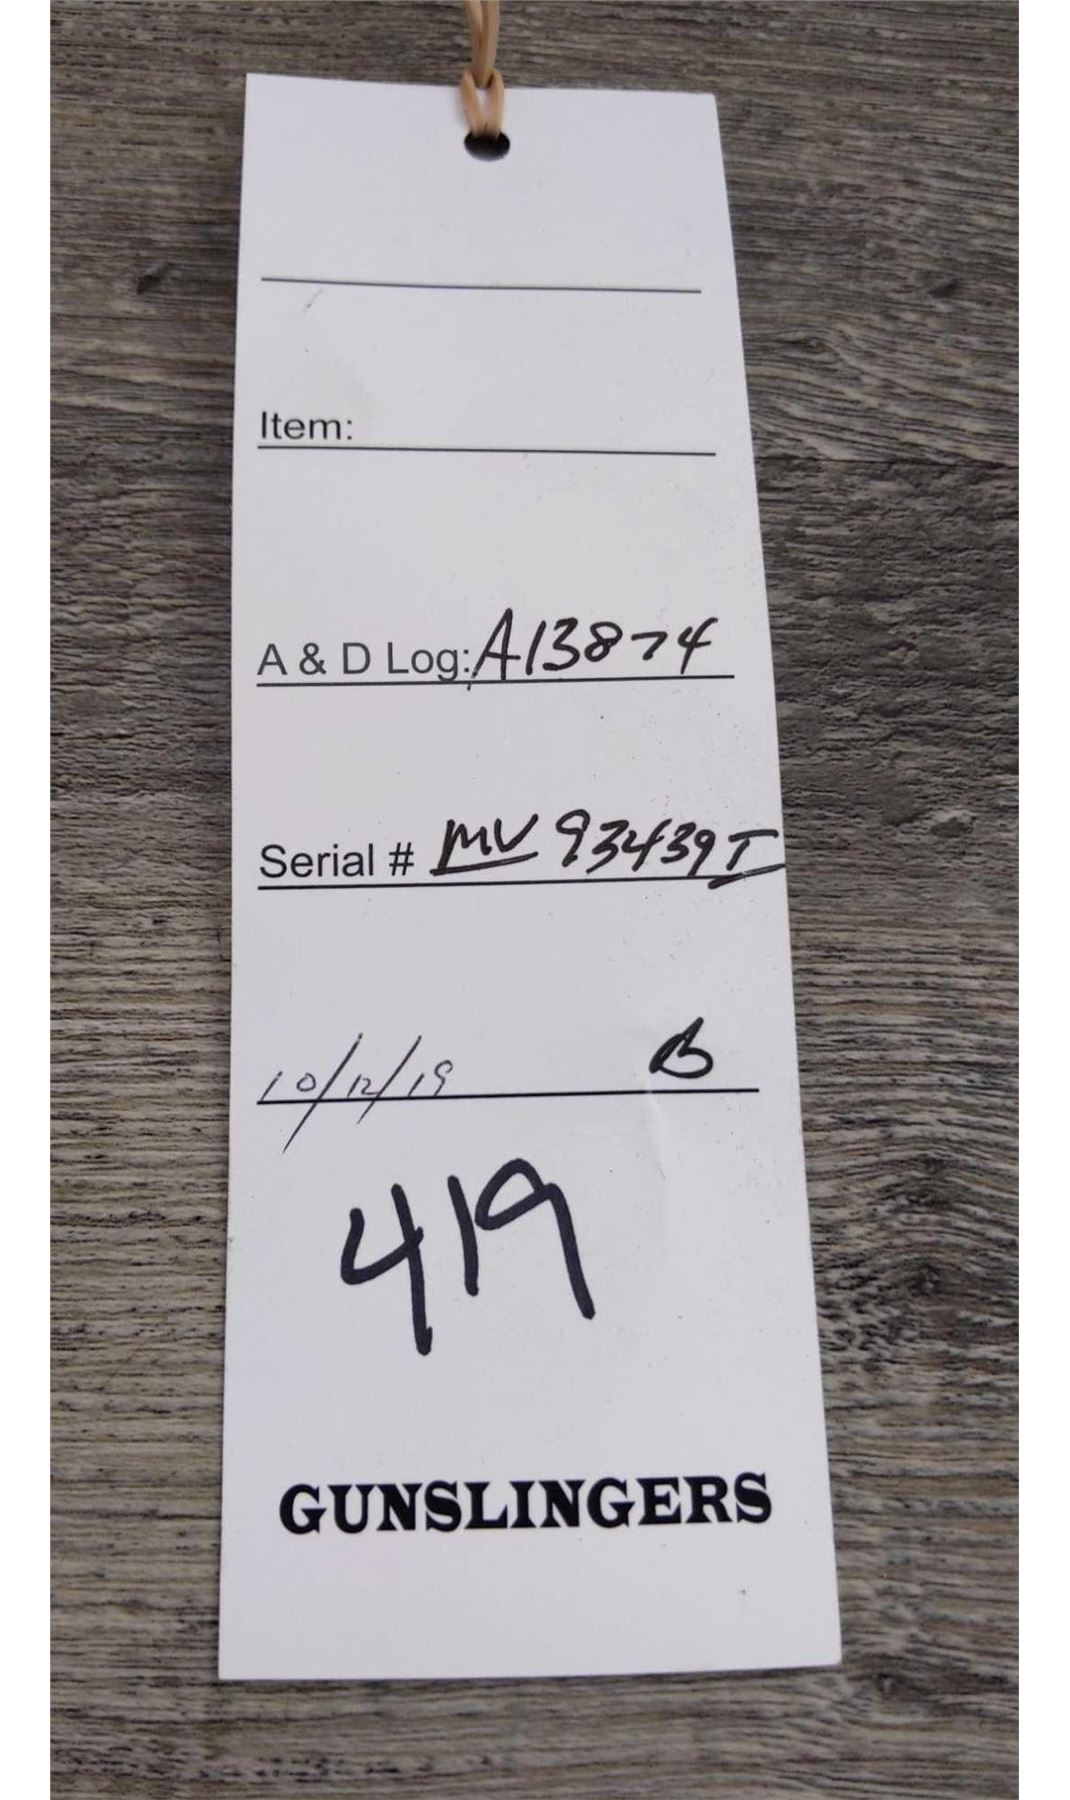 Item:
A & D Log: A13874
Serial # MV 93439T
10/12/19 B
419
GUNSLINGERS